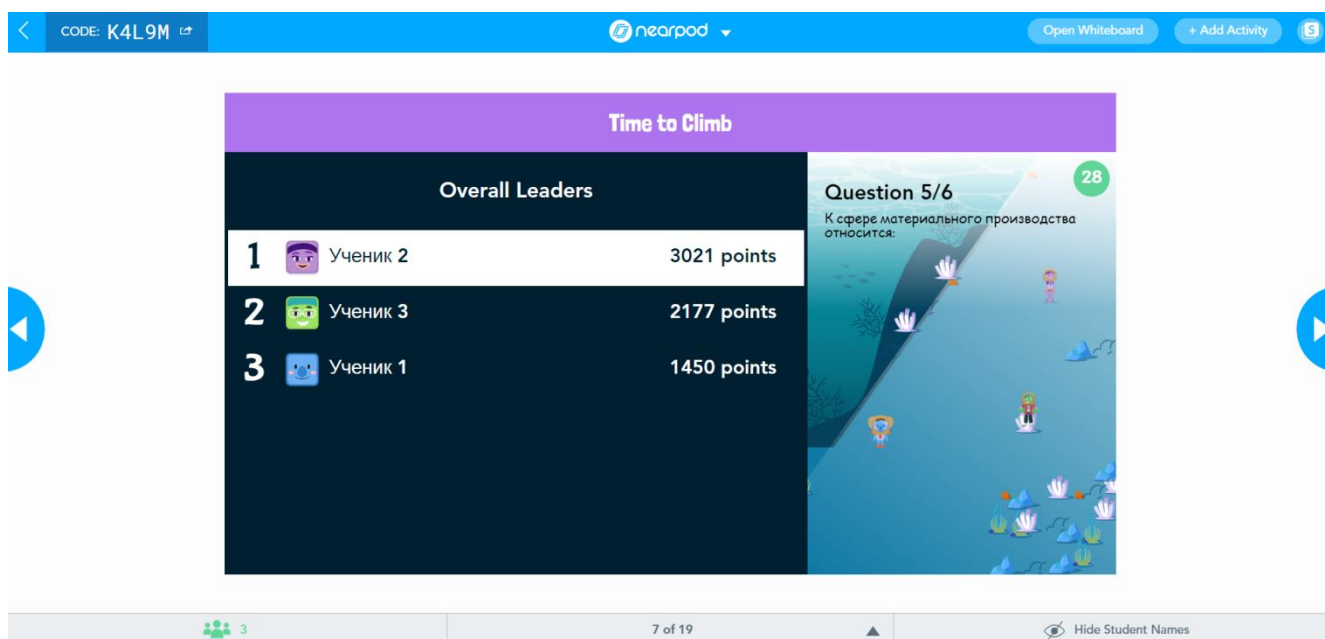 CODE: K4L9M
nearpod
Open Whiteboard
+ Add Activity
S
Time to Climb
Overall Leaders
1 Ученик 2 3021 points
2 Ученик 3 2177 points
3 Ученик 1 1450 points
28
Question 5/6
К сфере материального производства
относится:
3
7 of 19
Hide Student Names